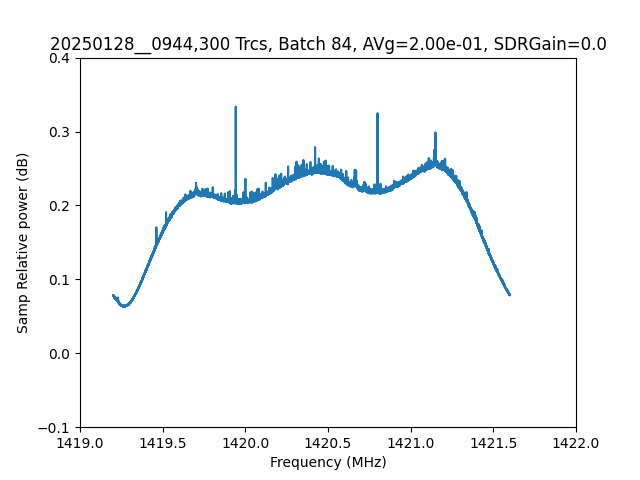 20250128__0944,300 Trcs, Batch 84, AVg=2.00e-01, SDRGain=0.0
0.4
0.3
0.2
0.1
0.0
−0.1
Samp Relative power (dB)
1419.0 1419.5 1420.0 1420.5 1421.0 1421.5 1422.0
Frequency (MHz)